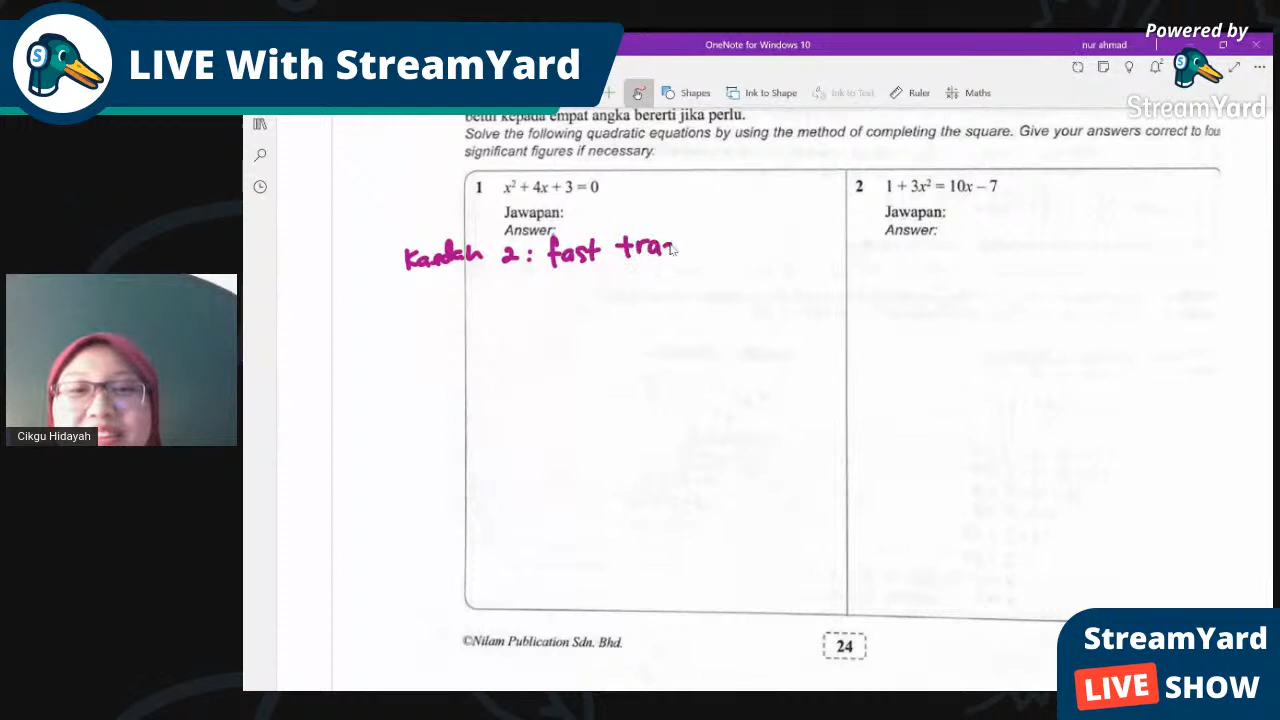 LIVE With StreamYard
Powered by
StreamYard
OneNote for Windows 10
nur ahmad
Shapes
Ink to Shape
Ink to Text
Ruler
Maths
betul kepada empat angka bererti jika perlu.
Solve the following quadratic equations by using the method of completing the square. Give your answers correct to fou
significant figures if necessary.
1 x² + 4x + 3 = 0
Jawapan:
Answer:
2 1 + 3x² = 10x – 7
Jawapan:
Answer:
Kaedah 2 : fast tra
Cikgu Hidayah
©Nilam Publication Sdn. Bhd.
24
StreamYard
LIVE SHOW